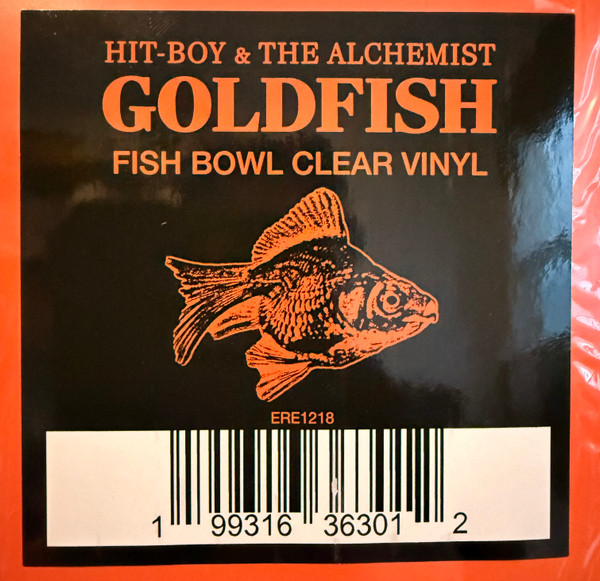 HIT-BOY & THE ALCHEMIST
GOLDFISH
FISH BOWL CLEAR VINYL
ERE1218
1 99316 36301 2